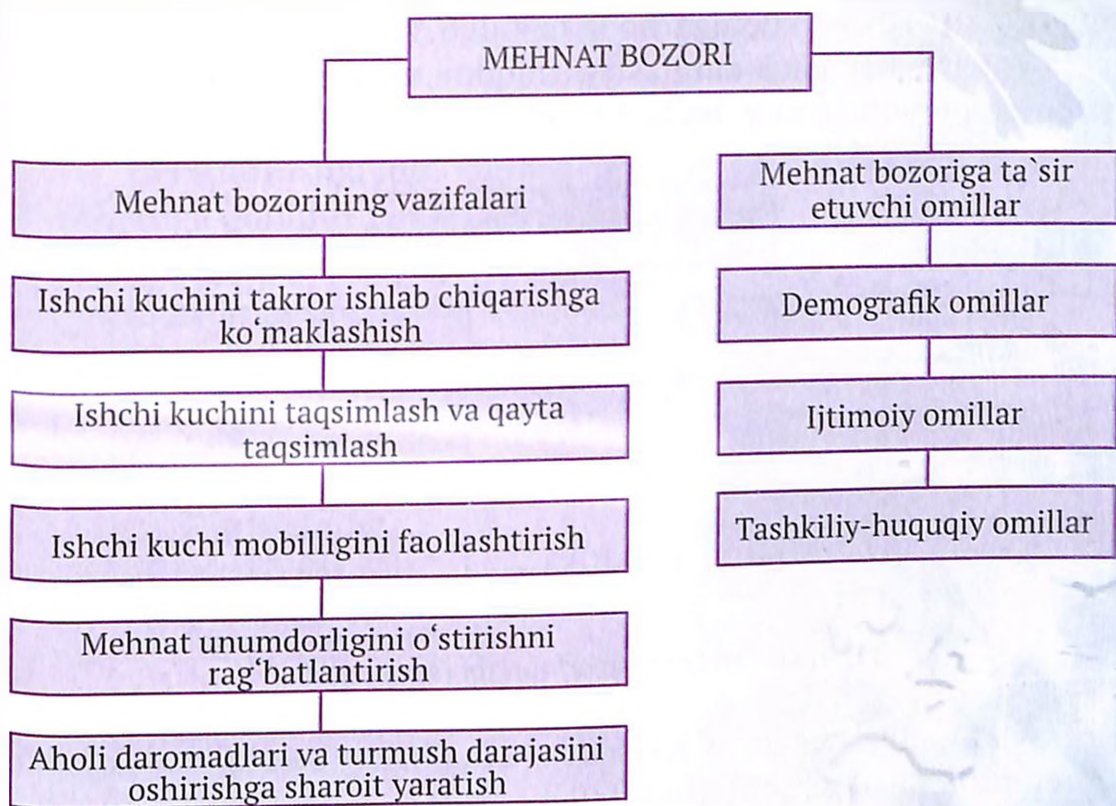 MEHNAT BOZORI
Mehnat bozorining vazifalari
Ishchi kuchini takror ishlab chiqarishga
ko‘maklashish
Ishchi kuchini taqsimlash va qayta
taqsimlash
Ishchi kuchi mobilligini faollashtirish
Mehnat unumdorligini o‘stirishni
rag‘batlantirish
Aholi daromadlari va turmush darajasini
oshirishga sharoit yaratish
Mehnat bozoriga ta`sir
etuvchi omillar
Demografik omillar
Ijtimoiy omillar
Tashkiliy-huquqiy omillar